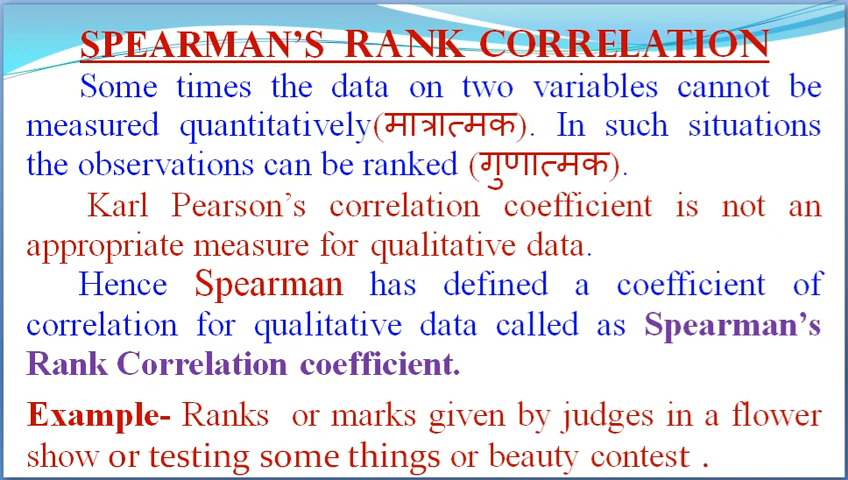 SPEARMAN’S RANK CORRELATION
Some times the data on two variables cannot be
measured quantitatively(मात्रात्मक). In such situations
the observations can be ranked (गुणात्मक).
Karl Pearson’s correlation coefficient is not an
appropriate measure for qualitative data.
Hence Spearman has defined a coefficient of
correlation for qualitative data called as Spearman’s
Rank Correlation coefficient.
Example- Ranks or marks given by judges in a flower
show or testing some things or beauty contest .